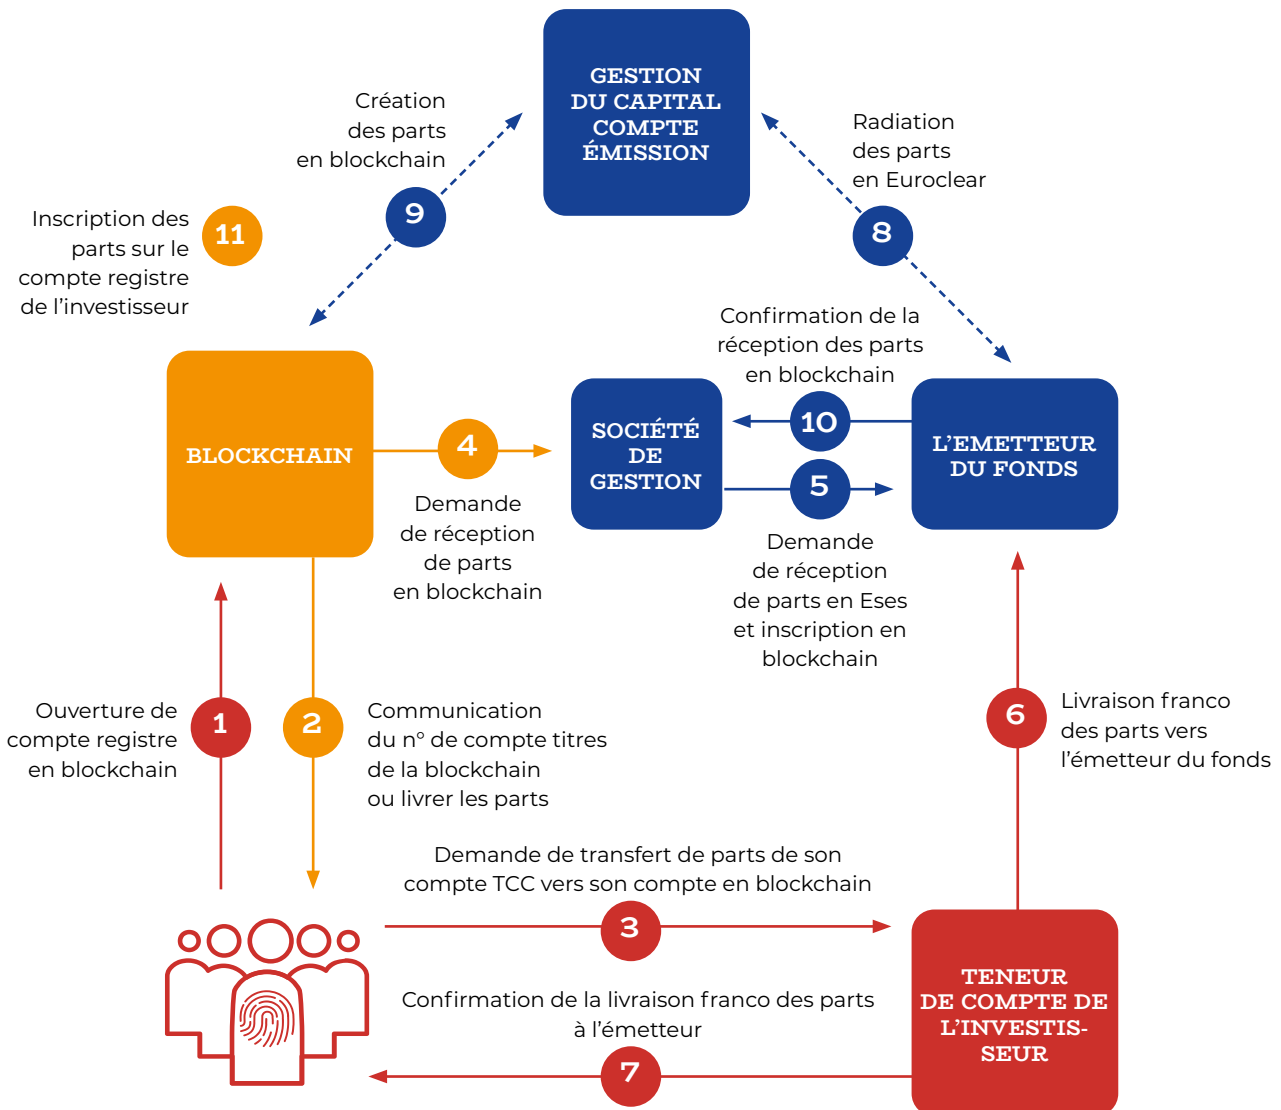 GESTION
DU CAPITAL
COMPTE
ÉMISSION
Création
des parts
en blockchain
9
Radiation
des parts
en Euroclear
8
Inscription des
parts sur le
compte registre
de l’investisseur
11
Confirmation de la
réception des parts
en blockchain
10
BLOCKCHAIN
4
Demande
de réception
de parts
en blockchain
SOCIÉTÉ
DE
GESTION
5
Demande
de réception
de parts en Eses
et inscription en
blockchain
L’EMETTEUR
DU FONDS
Ouverture de
compte registre
en blockchain
1
2
Communication
du n° de compte titres
de la blockchain
ou livrer les parts
6
Livraison franco
des parts vers
l’émetteur du fonds
Demande de transfert de parts de son
compte TCC vers son compte en blockchain
3
Confirmation de la livraison franco des parts
à l’émetteur
7
TENEUR
DE COMPTE DE
L’INVESTIS-
SEUR